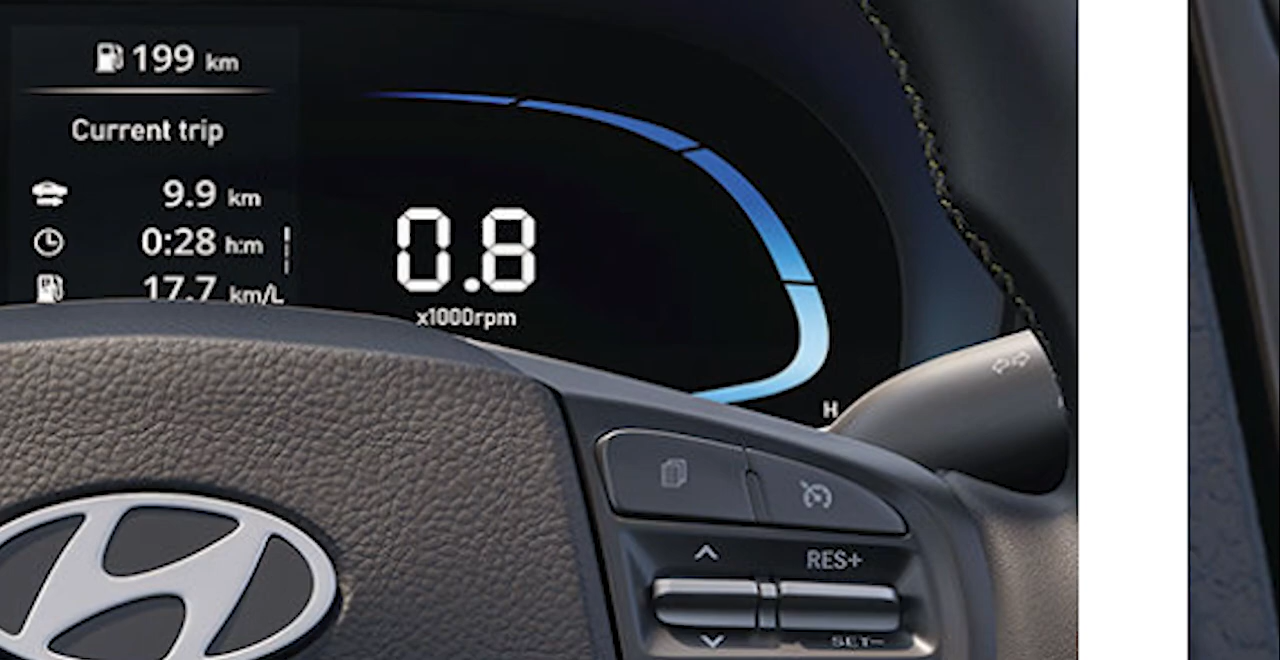 199 km
Current trip
9.9 km
0:28 h:m
17.7 km/L
0.8
x1000rpm
H
RES+
SET−